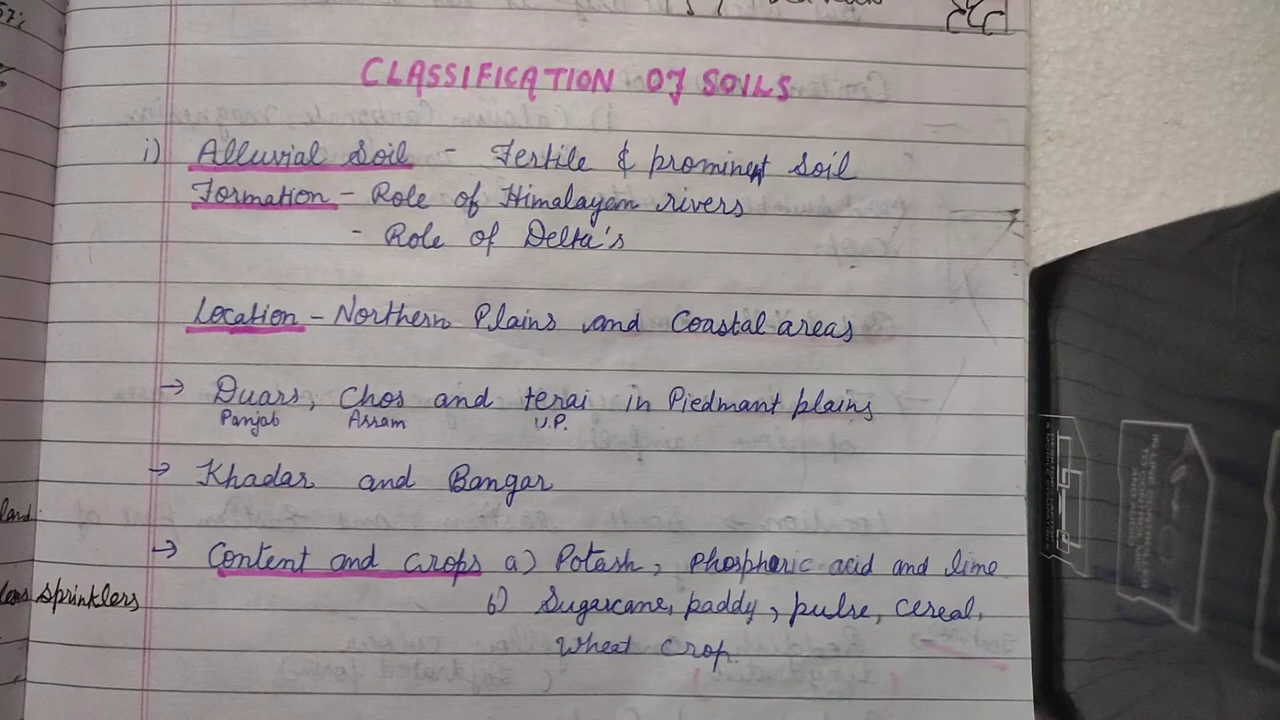 CLASSIFICATION OF SOILS
i) Alluvial Soil - Fertile & prominent soil
Formation - Role of Himalayan rivers
- Role of Delta's
Location - Northern Plains and Coastal areas
→ Duars, Chos and terai in Piedmant plains
Panjab Assam U.P.
→ Khadar and Bangar
land
→ Content and crops a) Potash, phosphoric acid and lime
sprinklers
b) Sugarcane, paddy, pulse, cereal,
Wheat crop.